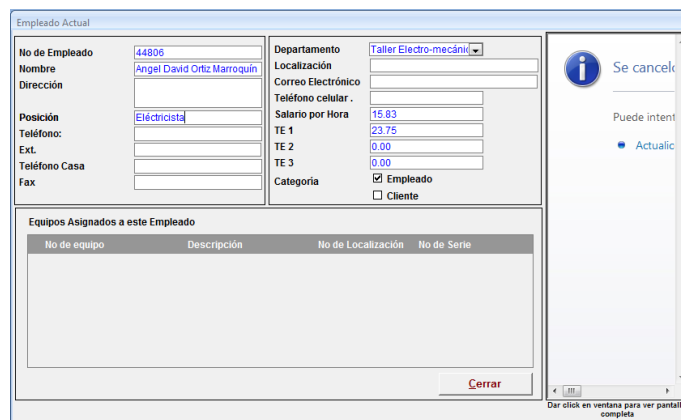 Empleado Actual
No de Empleado 44806
Nombre Angel David Ortiz Marroquín
Dirección
Posición Eléctricista
Teléfono:
Ext.
Teléfono Casa
Fax
Departamento Taller Electro-mecánic
Localización
Correo Electrónico
Teléfono celular .
Salario por Hora 15.83
TE 1 23.75
TE 2 0.00
TE 3 0.00
Categoría Empleado
Cliente
Se cancelo
Puede intent
Actualic
Equipos Asignados a este Empleado
No de equipo Descripción No de Localización No de Serie
Cerrar
Dar click en ventana para ver pantall
completa